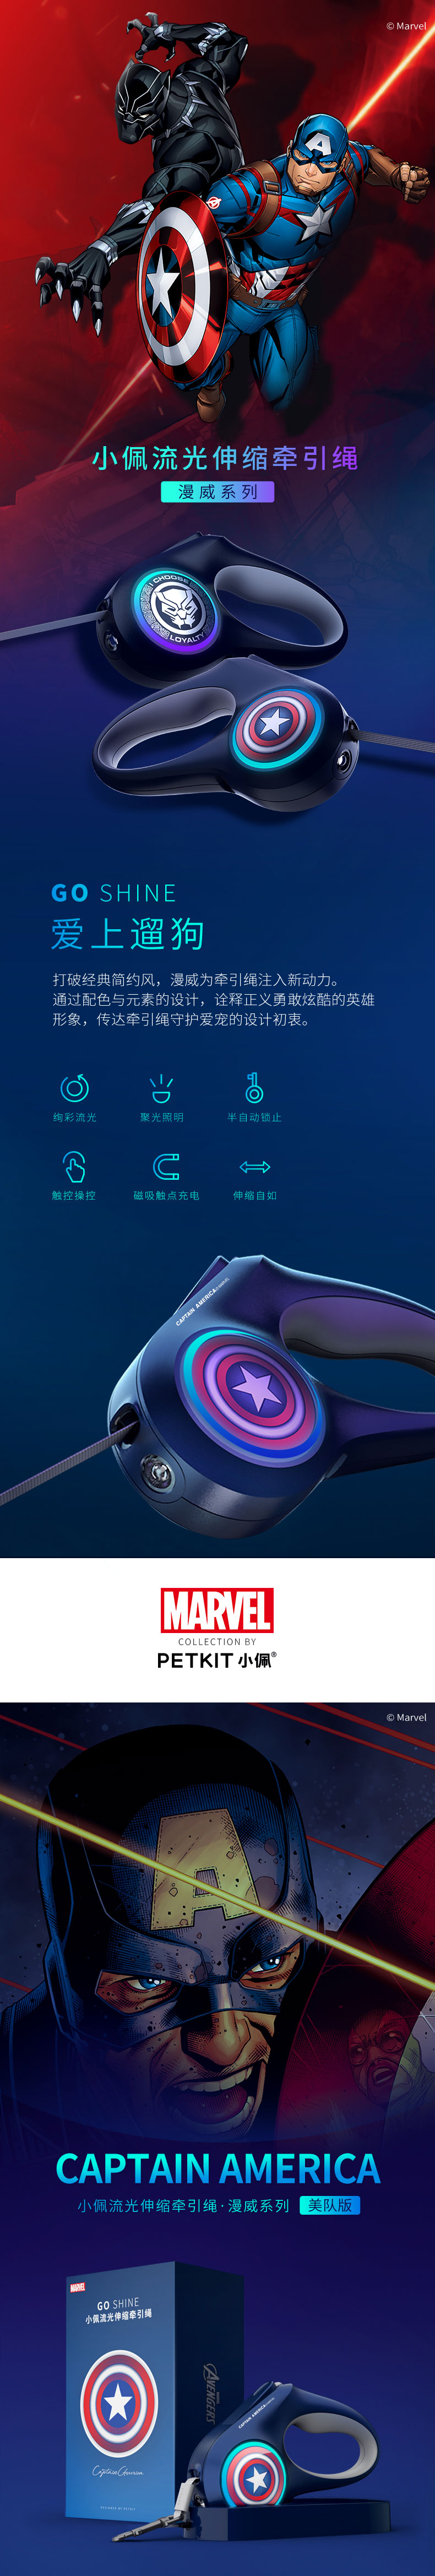 © Marvel
小佩流光伸缩牵引绳
漫威系列
I CHOOSE
LOYALTY
GO SHINE
爱上遛狗
打破经典简约风，漫威为牵引绳注入新动力。
通过配色与元素的设计，诠释正义勇敢炫酷的英雄
形象，传达牵引绳守护爱宠的设计初衷。
绚彩流光 聚光照明 半自动锁止
触控操控 磁吸触点充电 伸缩自如
CAPTAIN AMERICA
MARVEL
COLLECTION BY
PETKIT 小佩®
© Marvel
CAPTAIN AMERICA
小佩流光伸缩牵引绳·漫威系列 美队版
MARVEL
GO SHINE
小佩流光伸缩牵引绳
AVENGERS
Captain America
DESIGNED BY PETKIT
CAPTAIN AMERICA